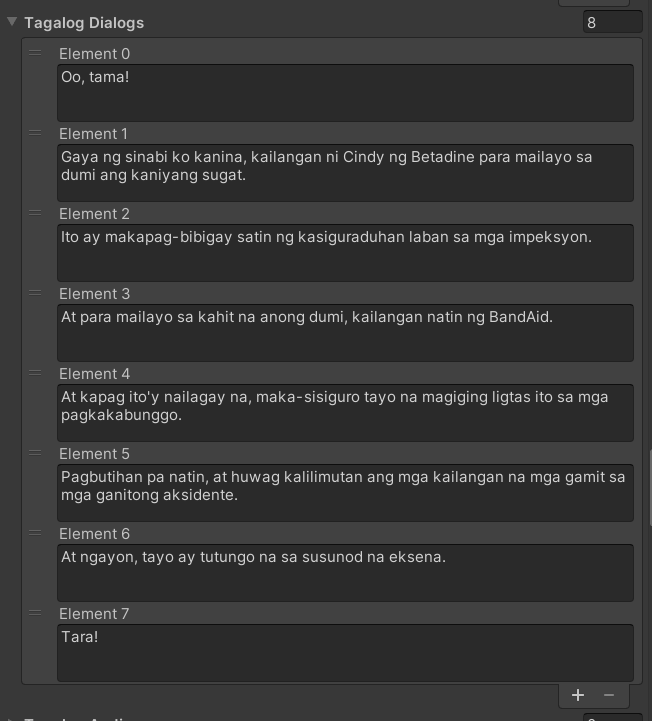 Tagalog Dialogs
8
Element 0
Oo, tama!
Element 1
Gaya ng sinabi ko kanina, kailangan ni Cindy ng Betadine para mailayo sa
dumi ang kaniyang sugat.
Element 2
Ito ay makapag-bibigay satin ng kasiguraduhan laban sa mga impeksyon.
Element 3
At para mailayo sa kahit na anong dumi, kailangan natin ng BandAid.
Element 4
At kapag ito'y nailagay na, maka-sisiguro tayo na magiging ligtas ito sa mga
pagkakabunggo.
Element 5
Pagbutihan pa natin, at huwag kalilimutan ang mga kailangan na mga gamit sa
mga ganitong aksidente.
Element 6
At ngayon, tayo ay tutungo na sa susunod na eksena.
Element 7
Tara!
+ −